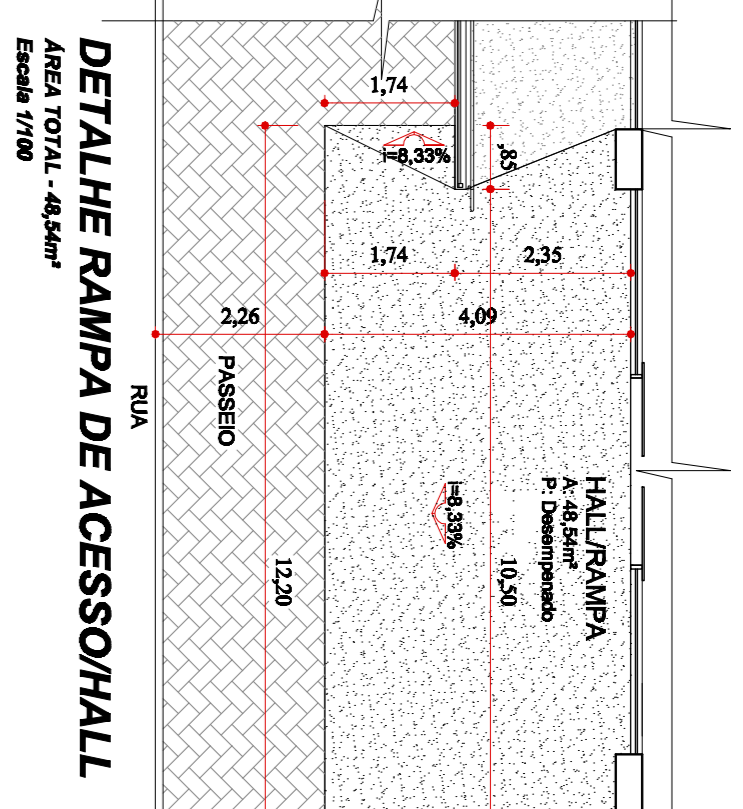 DETALHE RAMPA DE ACESSO/HALL
ÁREA TOTAL - 48,54m²
Escala 1/100
1,74
i=8,33%
,85
1,74
2,35
2,26
4,09
PASSEIO
RUA
HALL/RAMPA
A: 48,54m²
P: Desempenado
i=8,33%
12,20
10,50